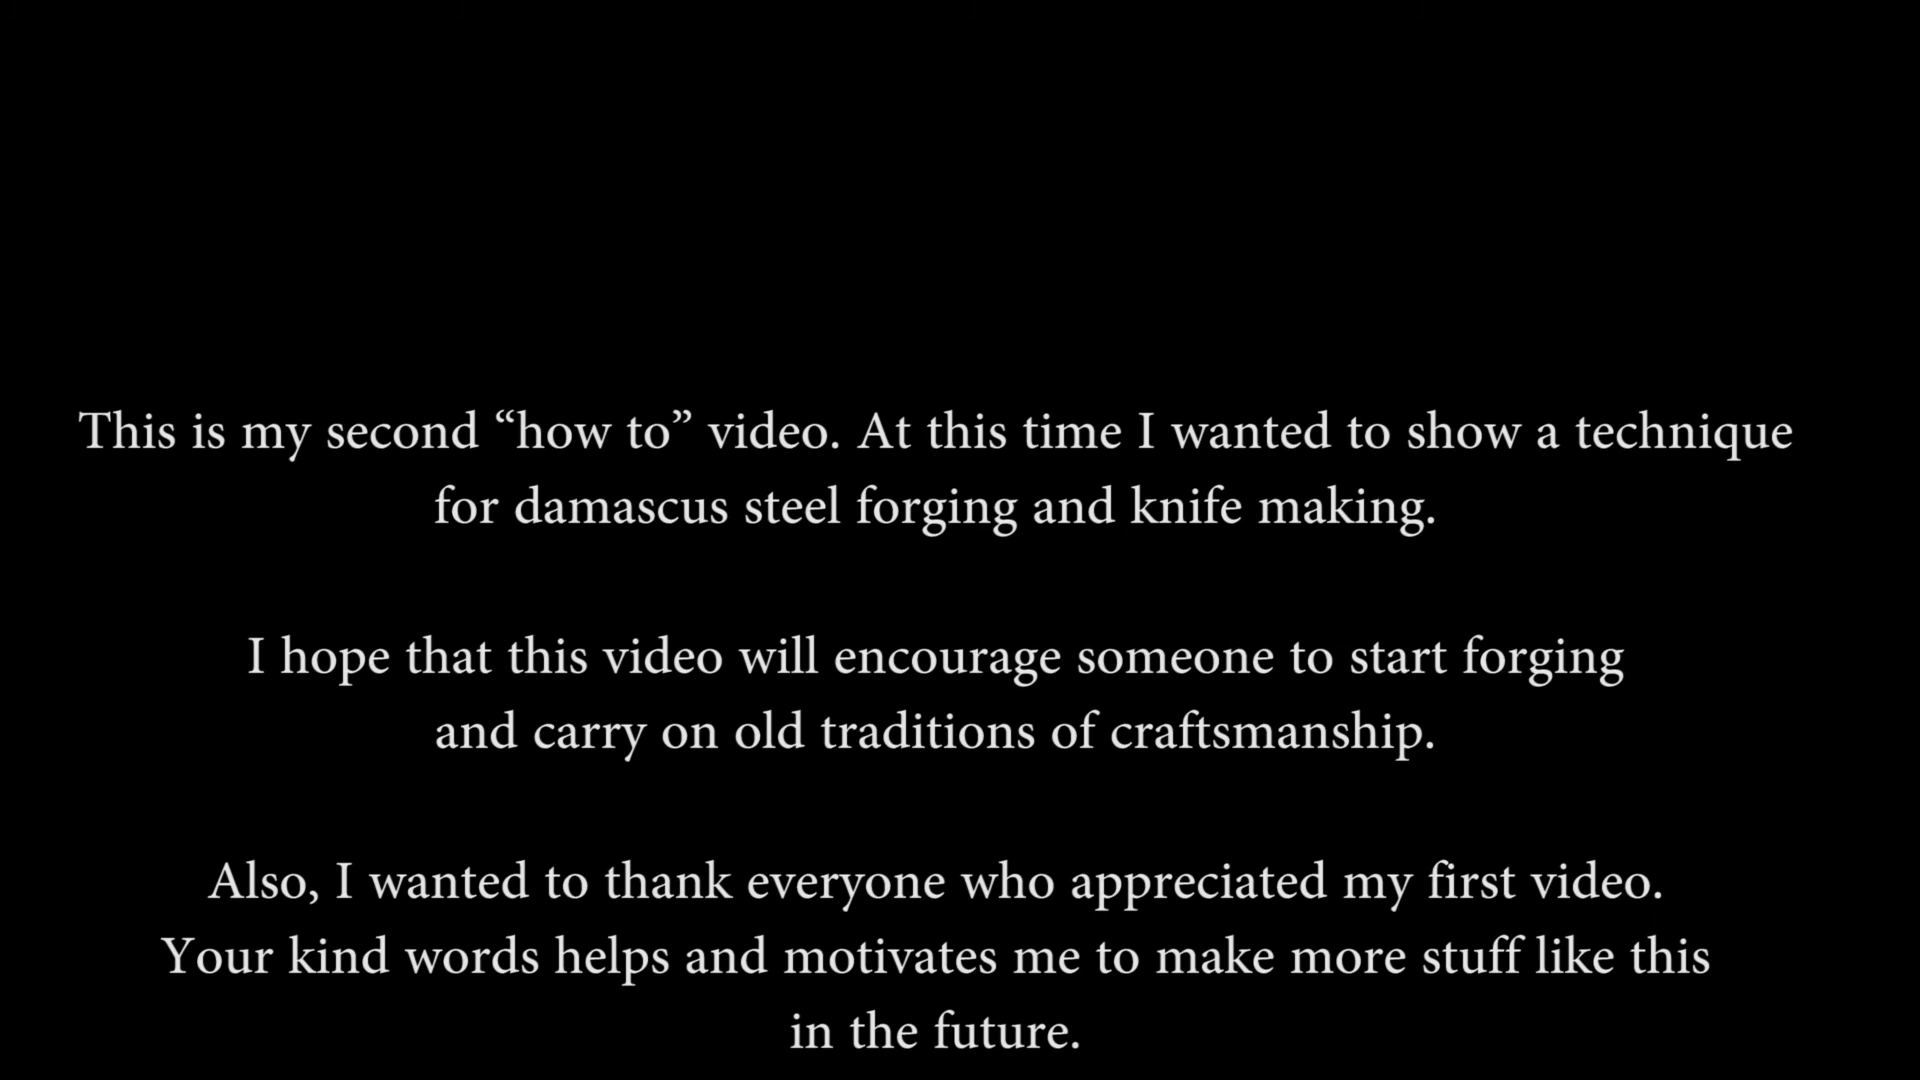 This is my second “how to” video. At this time I wanted to show a technique
for damascus steel forging and knife making.
I hope that this video will encourage someone to start forging
and carry on old traditions of craftsmanship.
Also, I wanted to thank everyone who appreciated my first video.
Your kind words helps and motivates me to make more stuff like this
in the future.